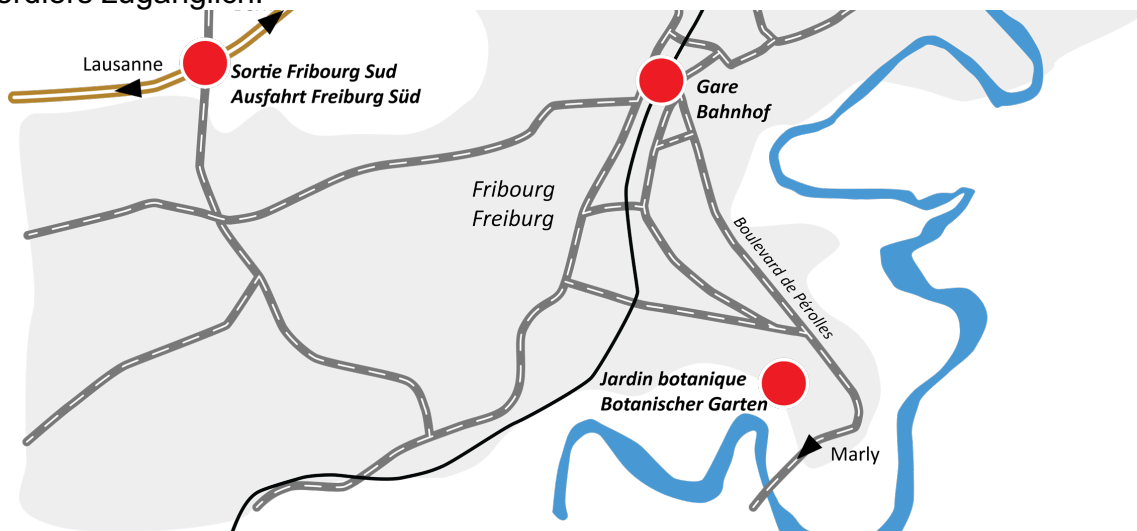 zugänglich.
Lausanne
Sortie Fribourg Sud
Ausfahrt Freiburg Süd
Gare
Bahnhof
Fribourg
Freiburg
Boulevard de Pérolles
Jardin botanique
Botanischer Garten
Marly